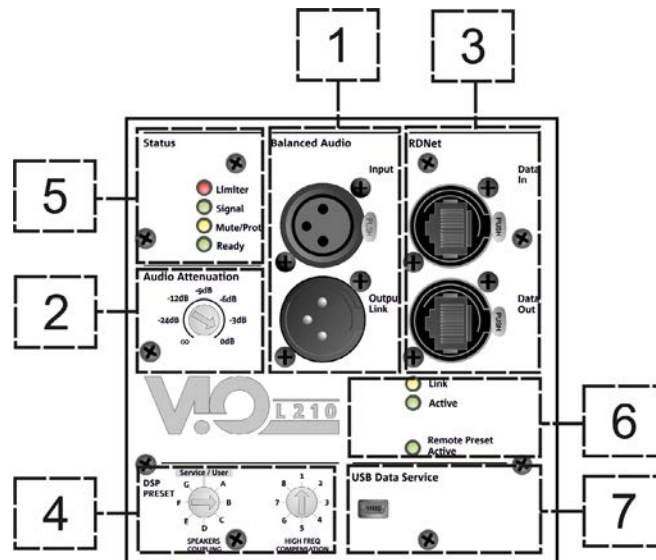 1
3
5
2
4
6
7
Status
Limiter
Signal
Mute/Prot
Ready
Balanced Audio
Input
PUSH
Output
Link
RDNet
Data
In
PUSH
Data
Out
PUSH
Audio Attenuation
-9dB
-12dB
-6dB
-24dB
-3dB
∞
0dB
VIO
L210
Link
Active
Remote Preset
Active
DSP
PRESET
Service / User
G
A
F
B
E
C
D
SPEAKERS
COUPLING
1
8
2
7
3
6
4
5
HIGH FREQ
COMPENSATION
USB Data Service